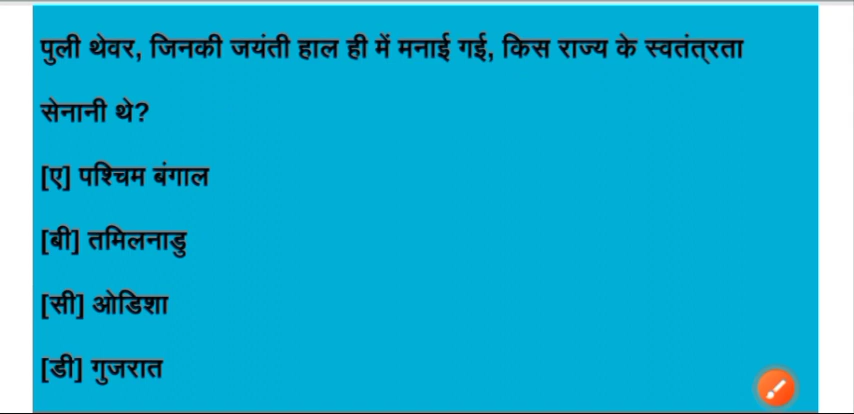 पुली थेवर, जिनकी जयंती हाल ही में मनाई गई, किस राज्य के स्वतंत्रता
सेनानी थे?
[ए] पश्चिम बंगाल
[बी] तमिलनाडु
[सी] ओडिशा
[डी] गुजरात